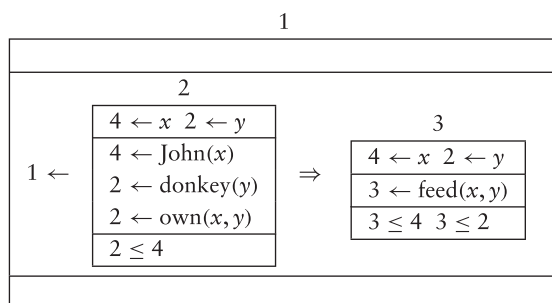 1
2
4 ← x 2 ← y
4 ← John(x)
2 ← donkey(y)
2 ← own(x, y)
2 ≤ 4
1 ←
⇒
3
4 ← x 2 ← y
3 ← feed(x, y)
3 ≤ 4 3 ≤ 2